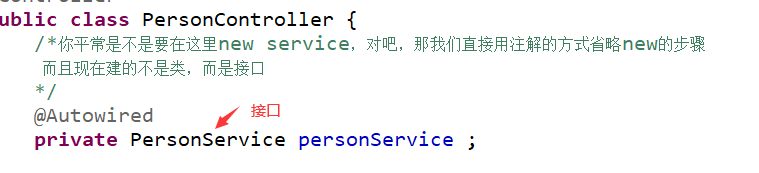 ublic class PersonController {
/*你平常是不是要在这里new service，对吧，那我们直接用注解的方式省略new的步骤
而且现在建的不是类，而是接口
*/
@Autowired
接口
private PersonService personService ;